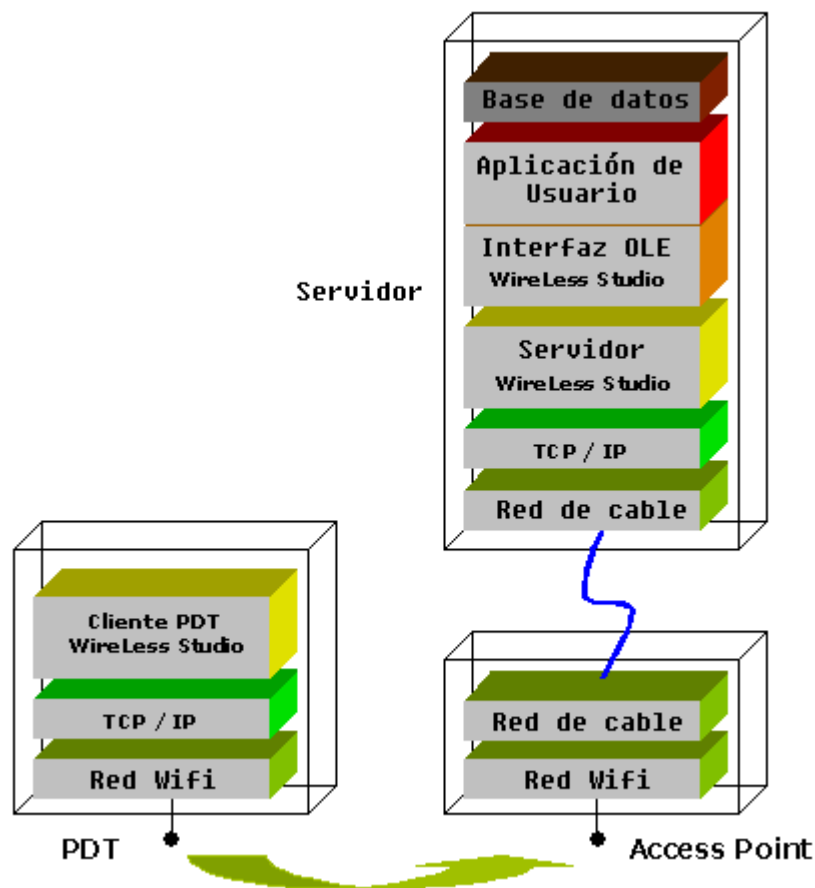 Base de datos
Aplicación de
Usuario
Interfaz OLE
WireLess Studio
Servidor
Servidor
WireLess Studio
TCP / IP
Red de cable
Cliente PDT
WireLess Studio
TCP / IP
Red Wifi
PDT
Red de cable
Red Wifi
Access Point